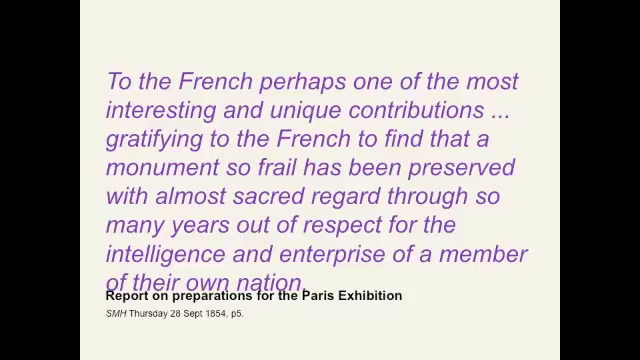 To the French perhaps one of the most
interesting and unique contributions ...
gratifying to the French to find that a
monument so frail has been preserved
with almost sacred regard through so
many years out of respect for the
intelligence and enterprise of a member
of their own nation.
Report on preparations for the Paris Exhibition
SMH Thursday 28 Sept 1854, p5.